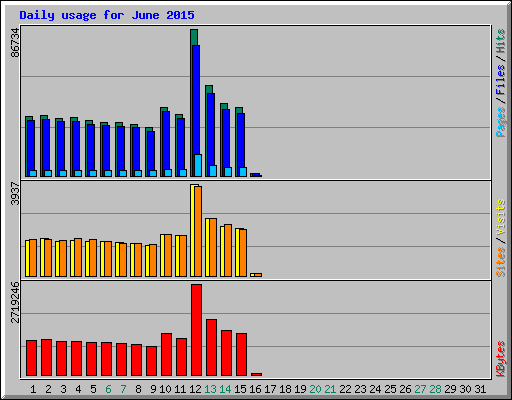 Daily usage for June 2015
86734
Pages / Files / Hits
3937
Sites / Visits
2719246
KBytes
1 2 3 4 5 6 7 8 9 10 11 12 13 14 15 16 17 18 19 20 21 22 23 24 25 26 27 28 29 30 31